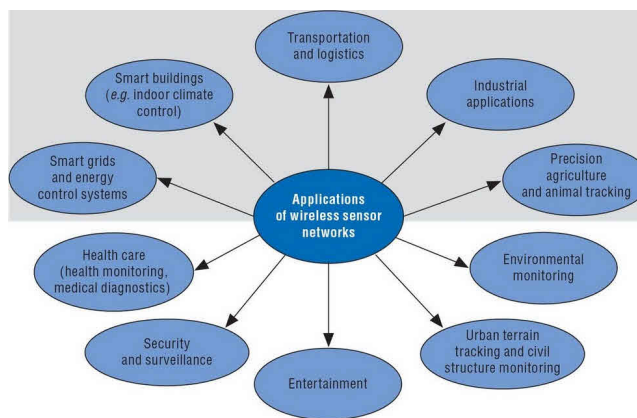 Transportation
and logistics
Smart buildings
(e.g. indoor climate
control)
Industrial
applications
Smart grids
and energy
control systems
Precision
agriculture
and animal tracking
Applications
of wireless sensor
networks
Health care
(health monitoring,
medical diagnostics)
Environmental
monitoring
Security
and surveillance
Urban terrain
tracking and civil
structure monitoring
Entertainment